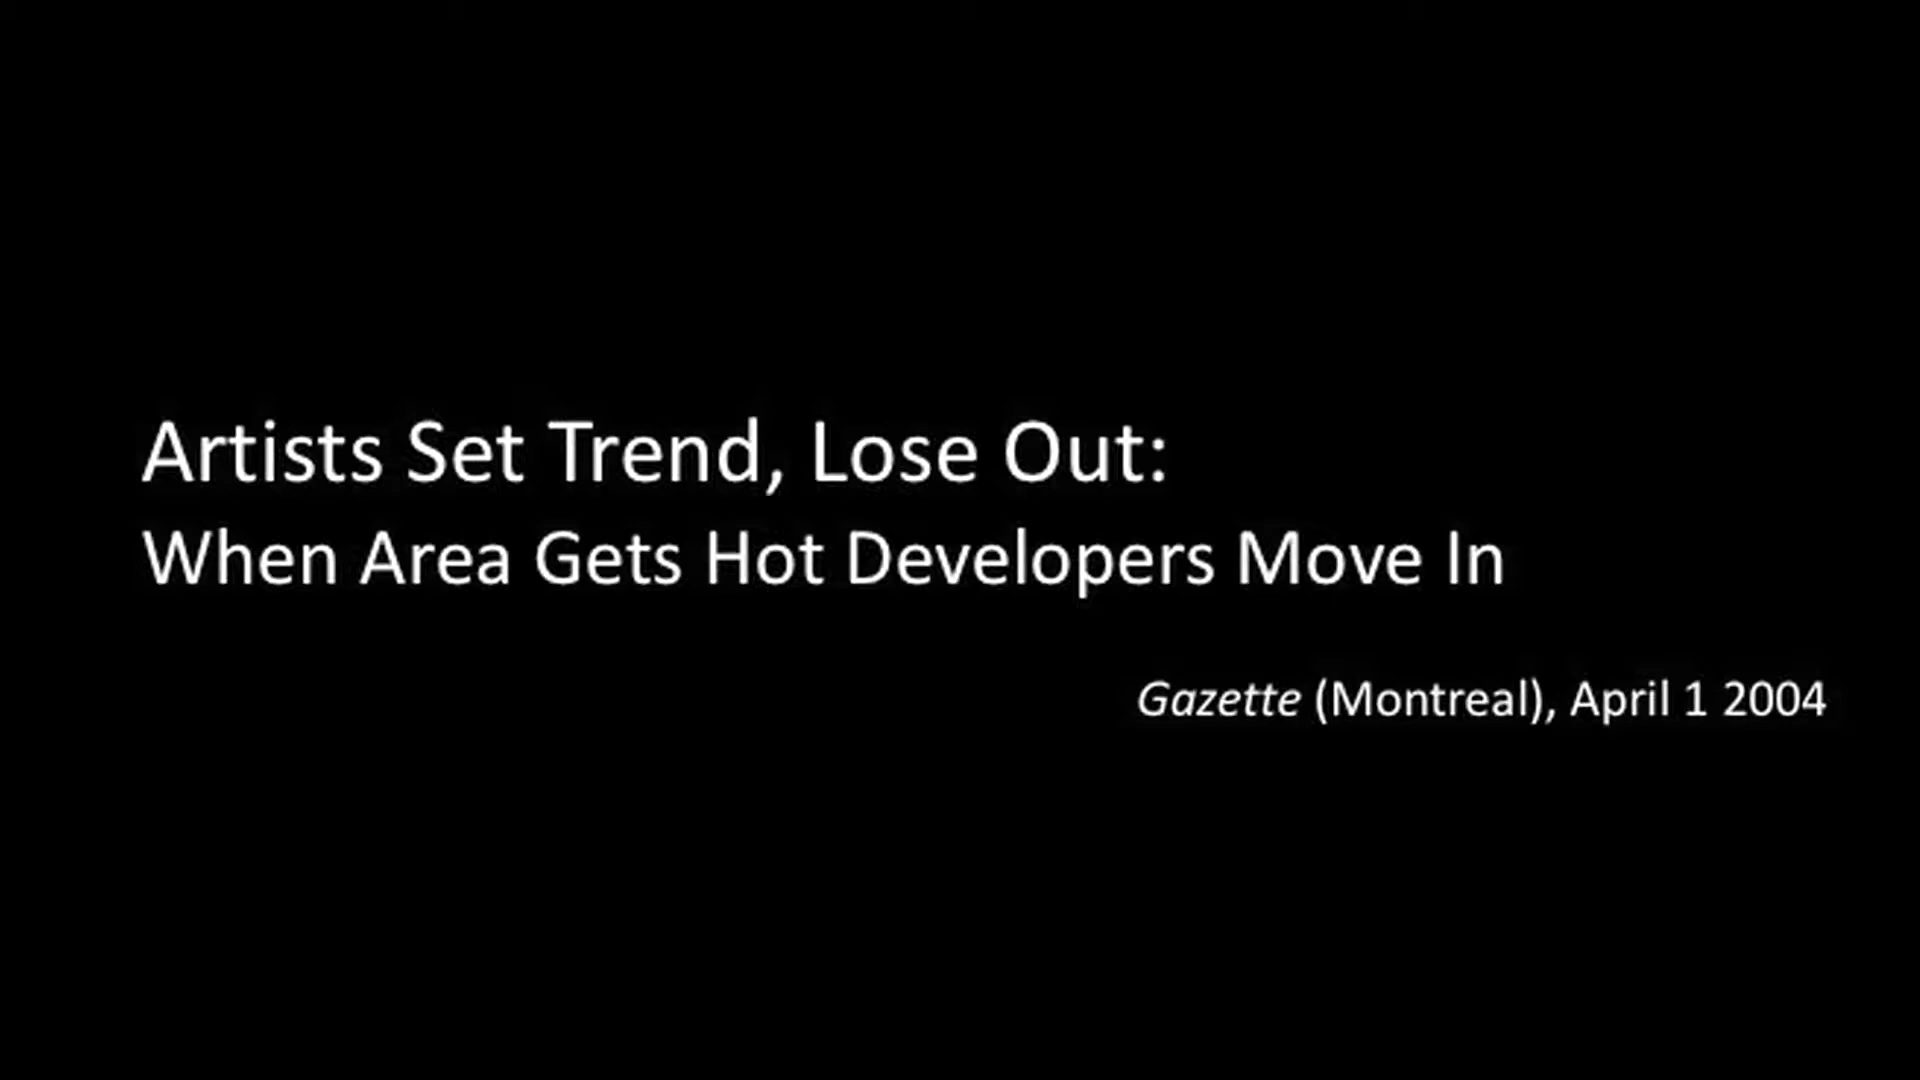 Artists Set Trend, Lose Out:
When Area Gets Hot Developers Move In
Gazette (Montreal), April 1 2004